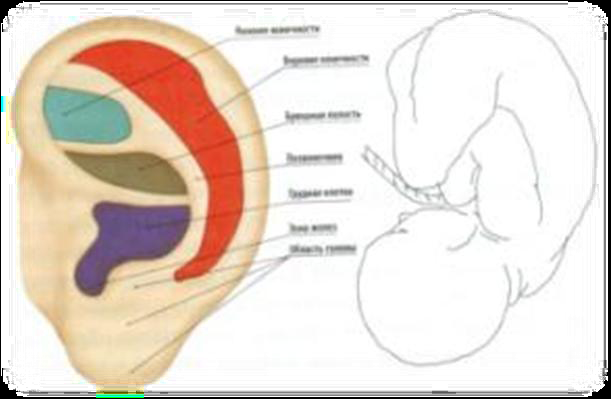 Нижние конечности
Верхние конечности
Брюшная полость
Позвоночник
Грудная клетка
Зона желез
Область головы